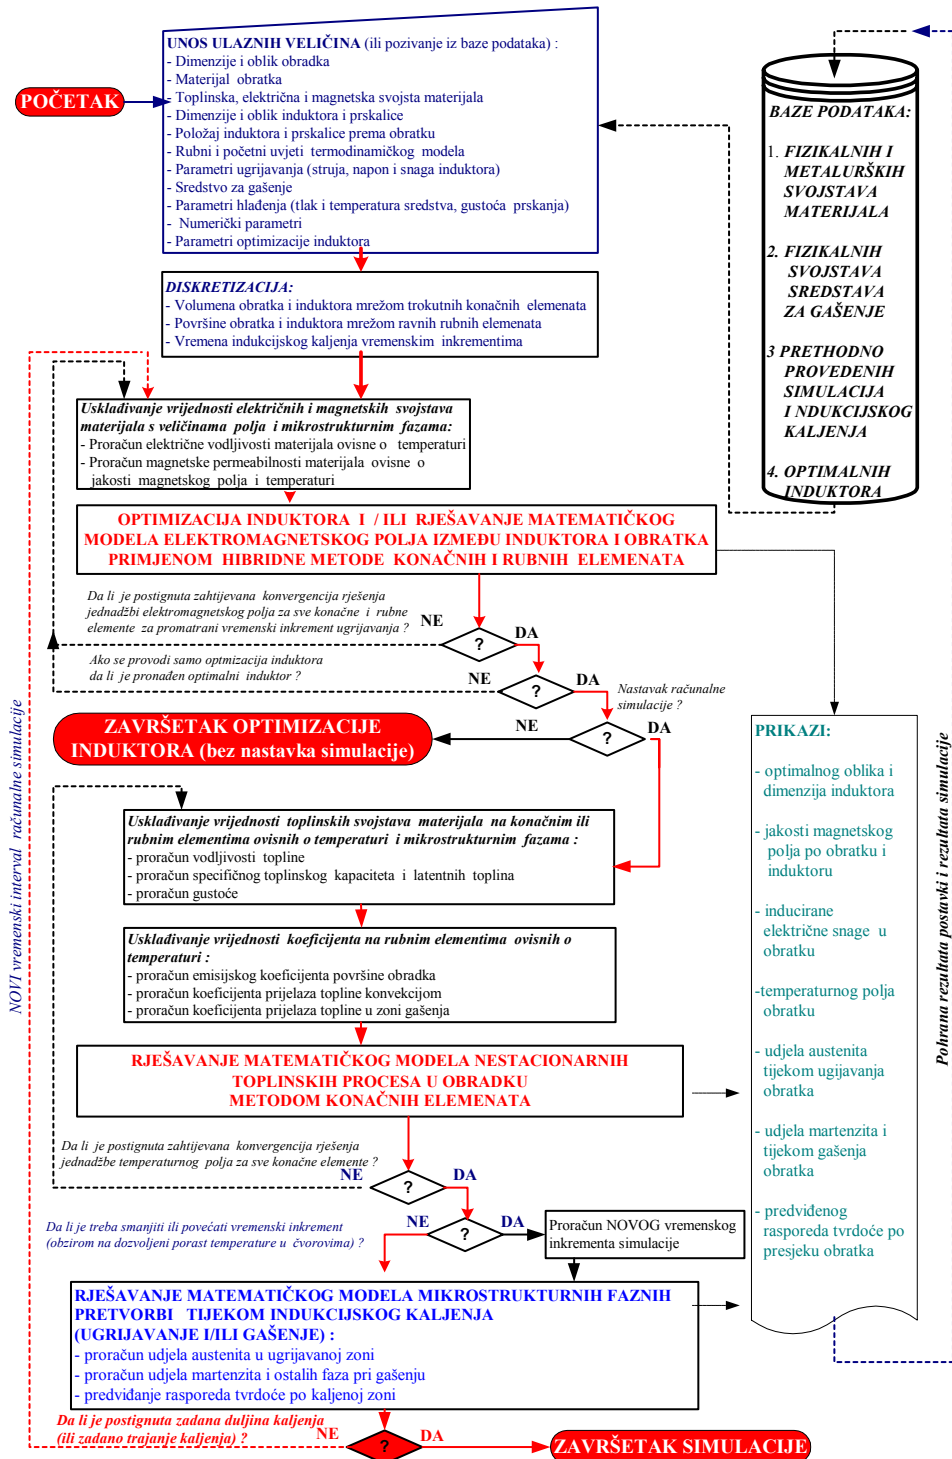 POČETAK
UNOS ULAZNIH VELIČINA (ili pozivanje iz baze podataka) :
- Dimenzije i oblik obradka
- Materijal obratka
- Toplinska, električna i magnetska svojsta materijala
- Dimenzije i oblik induktora i prskalice
- Položaj induktora i prskalice prema obratku
- Rubni i početni uvjeti termodinamičkog modela
- Parametri ugrijavanja (struja, napon i snaga induktora)
- Sredstvo za gašenje
- Parametri hlađenja (tlak i temperatura sredstva, gustoća prskanja)
- Numerički parametri
- Parametri optimizacije induktora
BAZE PODATAKA:
1. FIZIKALNIH I
METALURŠKIH
SVOJSTAVA
MATERIJALA
2. FIZIKALNIH
SVOJSTAVA
SREDSTAVA
ZA GAŠENJE
3 PRETHODNO
PROVEDENIH
SIMULACIJA
I NDUKCIJSKOG
KALJENJA
4. OPTIMALNIH
INDUKTORA
DISKRETIZACIJA:
- Volumena obratka i induktora mrežom trokutnih konačnih elemenata
- Površine obratka i induktora mrežom ravnih rubnih elemenata
- Vremena indukcijskog kaljenja vremenskim inkrementima
Usklađivanje vrijednosti električnih i magnetskih svojstava
materijala s veličinama polja i mikrostrukturnim fazama:
- Proračun električne vodljivosti materijala ovisne o temperaturi
- Proračun magnetske permeabilnosti materijala ovisne o
jakosti magnetskog polja i temperaturi
OPTIMIZACIJA INDUKTORA I / ILI RJEŠAVANJE MATEMATIČKOG
MODELA ELEKTROMAGNETSKOG POLJA IZMEĐU INDUKTORA I OBRATKA
PRIMJENOM HIBRIDNE METODE KONAČNIH I RUBNIH ELEMENATA
Da li je postignuta zahtijevana konvergencija rješenja
jednadžbi elektromagnetskog polja za sve konačne i rubne
elemente za promatrani vremenski inkrement ugrijavanja ?
NE
?
DA
Ako se provodi samo optmizacija induktora
da li je pronađen optimalni induktor ?
NE
?
DA
Nastavak računalne
simulacije ?
NE
?
DA
ZAVRŠETAK OPTIMIZACIJE
INDUKTORA (bez nastavka simulacije)
NOVI vremenski interval računalne simulacije
Usklađivanje vrijednosti toplinskih svojstava materijala na konačnim ili
rubnim elementima ovisnim o temperaturi i mikrostrukturnim fazama :
- proračun vodljivosti topline
- proračun specifičnog toplinskog kapaciteta i latentnih toplina
- proračun gustoće
Usklađivanje vrijednosti koeficijenta na rubnim elementima ovisnih o
temperaturi :
- proračun emisijskog koeficijenta površine obradka
- proračun koeficijenta prijelaza topline konvekcijom
- proračun koeficijenta prijelaza topline u zoni gašenja
RJEŠAVANJE MATEMATIČKOG MODELA NESTACIONARNIH
TOPLINSKIH PROCESA U OBRADKU
METODOM KONAČNIH ELEMENATA
Da li je postignuta zahtijevana konvergencija rješenja
jednadžbe temperaturnog polja za sve konačne elemente ?
NE
?
DA
Da li je treba smanjiti ili povećati vremenski inkrement
(obzirom na dozvoljeni porast temperature u čvorovima) ?
NE
?
DA
Proračun NOVOG vremenskog
inkrementa simulacije
RJEŠAVANJE MATEMATIČKOG MODELA MIKROSTRUKTURNIH FAZNIH
PRETVORBI TIJEKOM INDUKCIJSKOG KALJENJA
(UGRIJAVANJE I/ILI GAŠENJE) :
- proračun udjela austenita u ugrijavanoj zoni
- proračun udjela martenzita i ostalih faza pri gašenju
- predviđanje rasporeda tvrdoće po kaljenoj zoni
Da li je postignuta zadana duljina kaljenja
(ili zadano trajanje kaljenja) ?
NE
?
DA
ZAVRŠETAK SIMULACIJE
PRIKAZI:
- optimalnog oblika i
dimenzija induktora
- jakosti magnetskog
polja po obratku i
induktoru
- inducirane
električne snage u
obratku
-temperaturnog polja
obratku
- udjela austenita
tijekom ugijavanja
obratka
- udjela martenzita i
tijekom gašenja
obratka
- predviđenog
rasporeda tvrdoće po
presjeku obratka
Pohrana rezultata postavki i rezultata simulacije